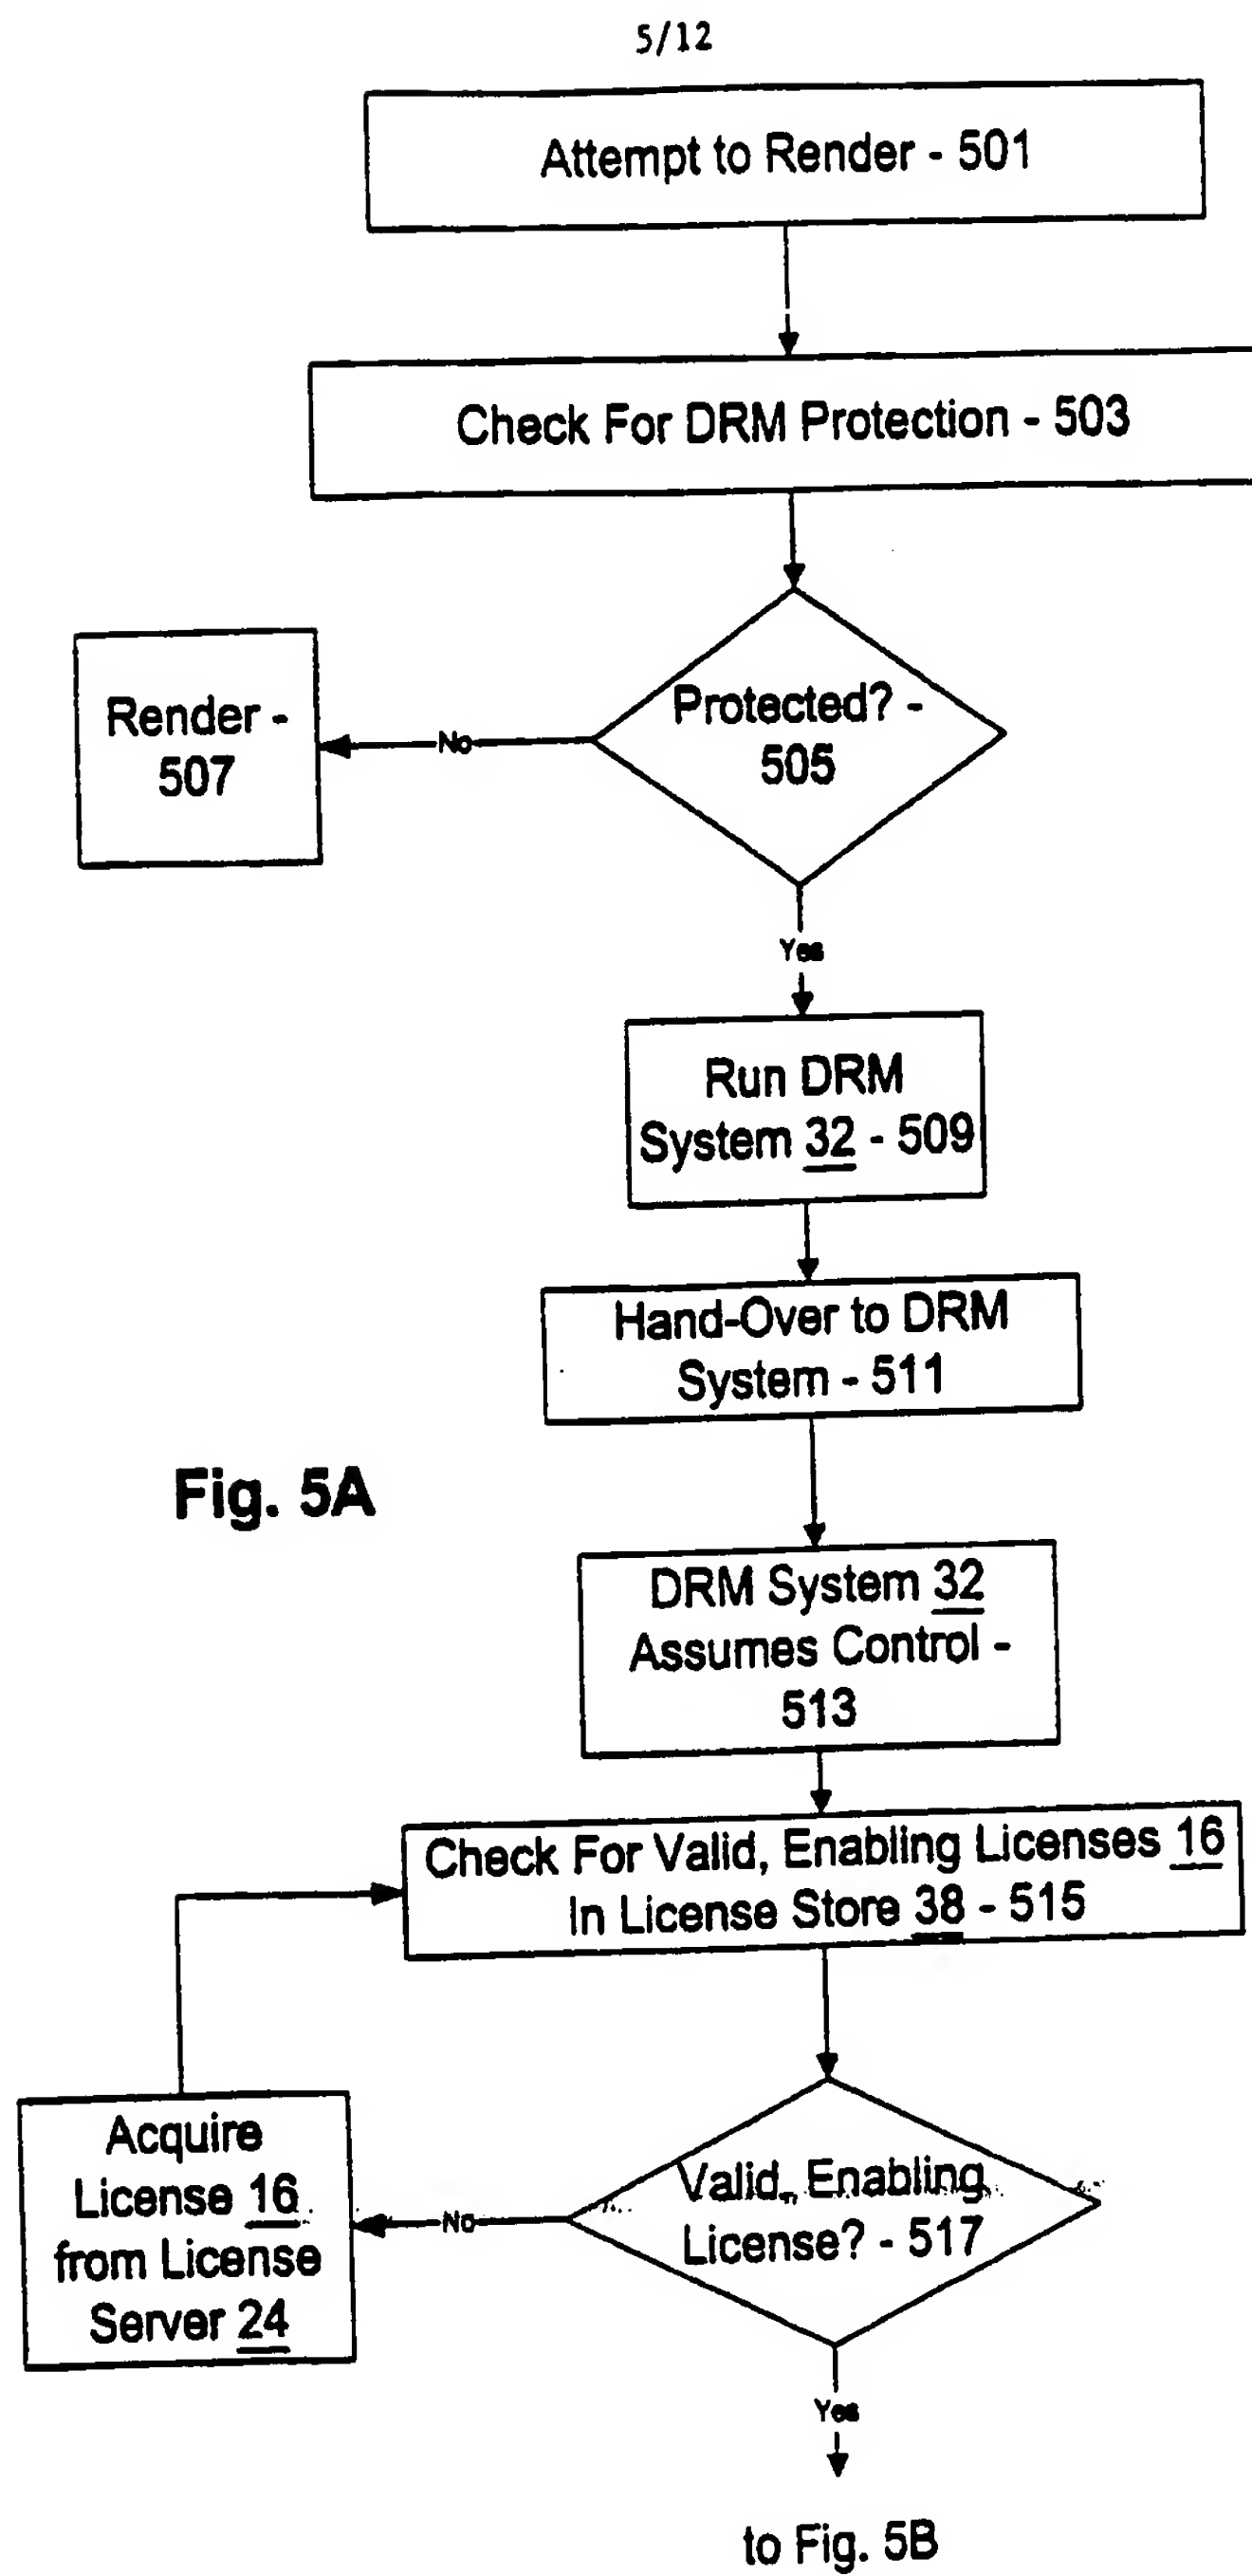 5/12
Attempt to Render - 501
Check For DRM Protection - 503
Protected? -
505
No
Render -
507
Yes
Run DRM
System 32 - 509
Hand-Over to DRM
System - 511
Fig. 5A
DRM System 32
Assumes Control -
513
Check For Valid, Enabling Licenses 16
In License Store 38 - 515
Valid, Enabling
License? - 517
No
Acquire
License 16
from License
Server 24
Yes
to Fig. 5B